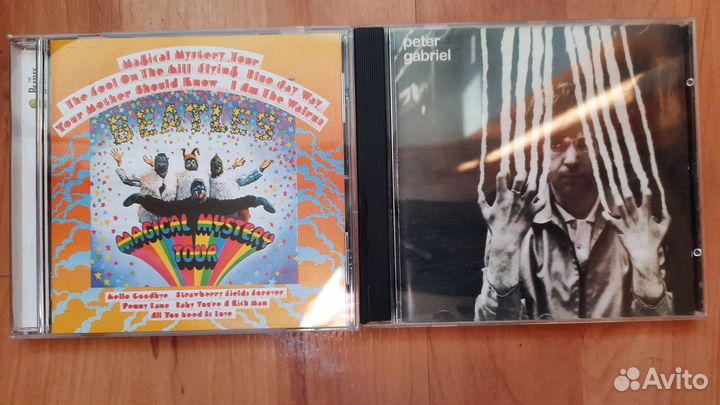 THE BEATLES
Magical Mystery Tour
The Fool On The Hill Flying Blue Jay Way
Your Mother Should Know I Am The Walrus
BEATLES
MAGICAL MYSTERY
TOUR
Hello Goodbye Strawberry Fields Forever
Penny Lane Baby You're A Rich Man
All You Need Is Love
peter
gabriel
Avito